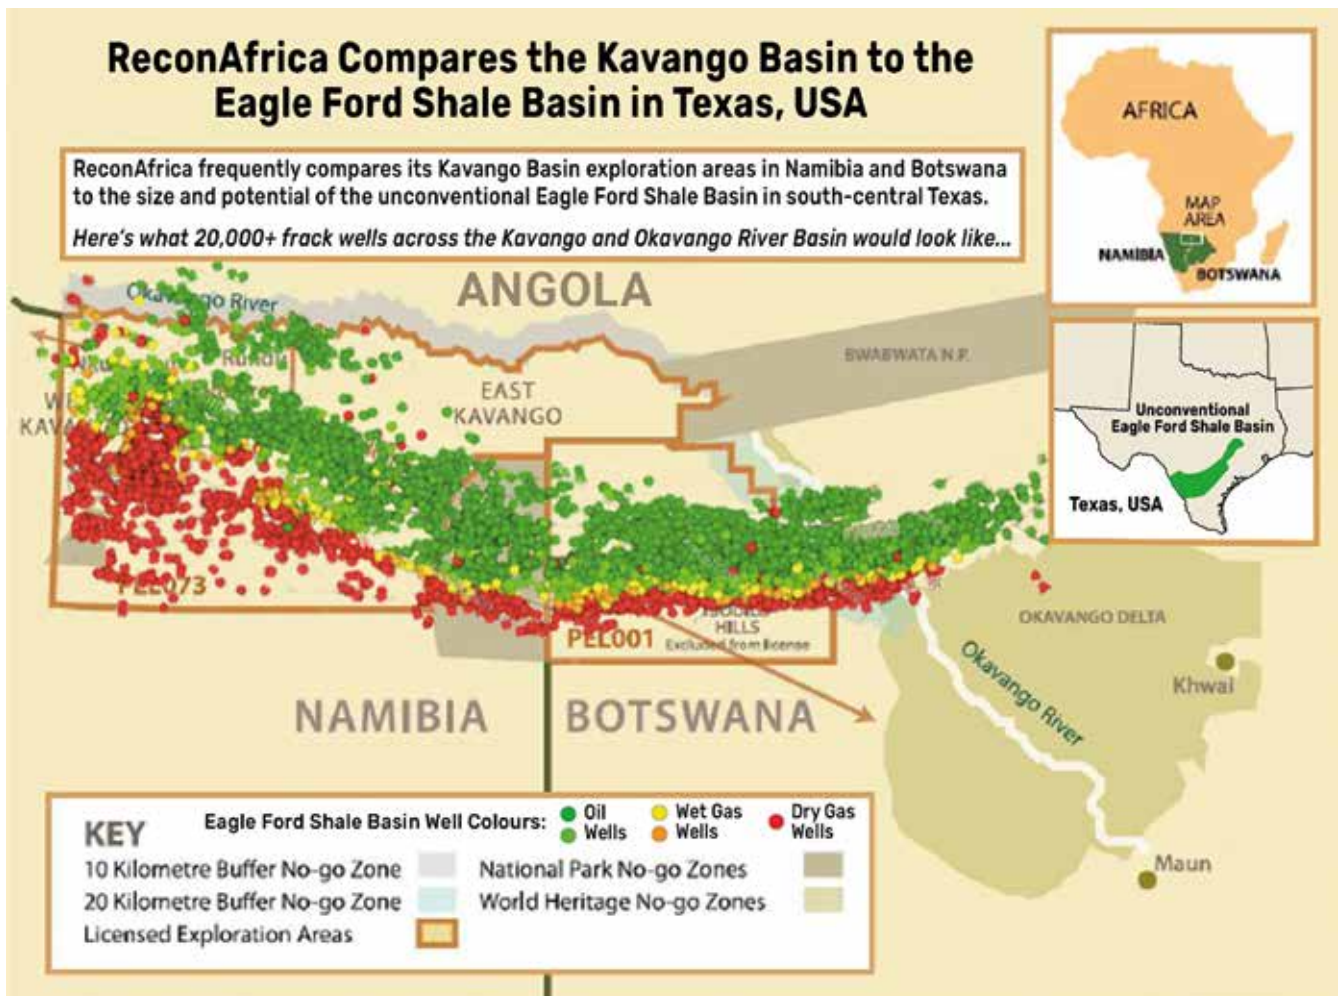 ReconAfrica Compares the Kavango Basin to the
Eagle Ford Shale Basin in Texas, USA
ReconAfrica frequently compares its Kavango Basin exploration areas in Namibia and Botswana
to the size and potential of the unconventional Eagle Ford Shale Basin in south-central Texas.
Here's what 20,000+ frack wells across the Kavango and Okavango River Basin would look like...
AFRICA
MAP
AREA
NAMIBIA
BOTSWANA
Unconventional
Eagle Ford Shale Basin
Texas, USA
ANGOLA
Okavango River
Rundu
EAST
KAVANGO
BWABWATA N.P.
PEL073
PEL001
HILLS
Excluded from license
OKAVANGO DELTA
Okavango River
Khwai
Maun
NAMIBIA
BOTSWANA
KEY
Eagle Ford Shale Basin Well Colours:
Oil
Wells
Wet Gas
Wells
Dry Gas
Wells
10 Kilometre Buffer No-go Zone
National Park No-go Zones
20 Kilometre Buffer No-go Zone
World Heritage No-go Zones
Licensed Exploration Areas